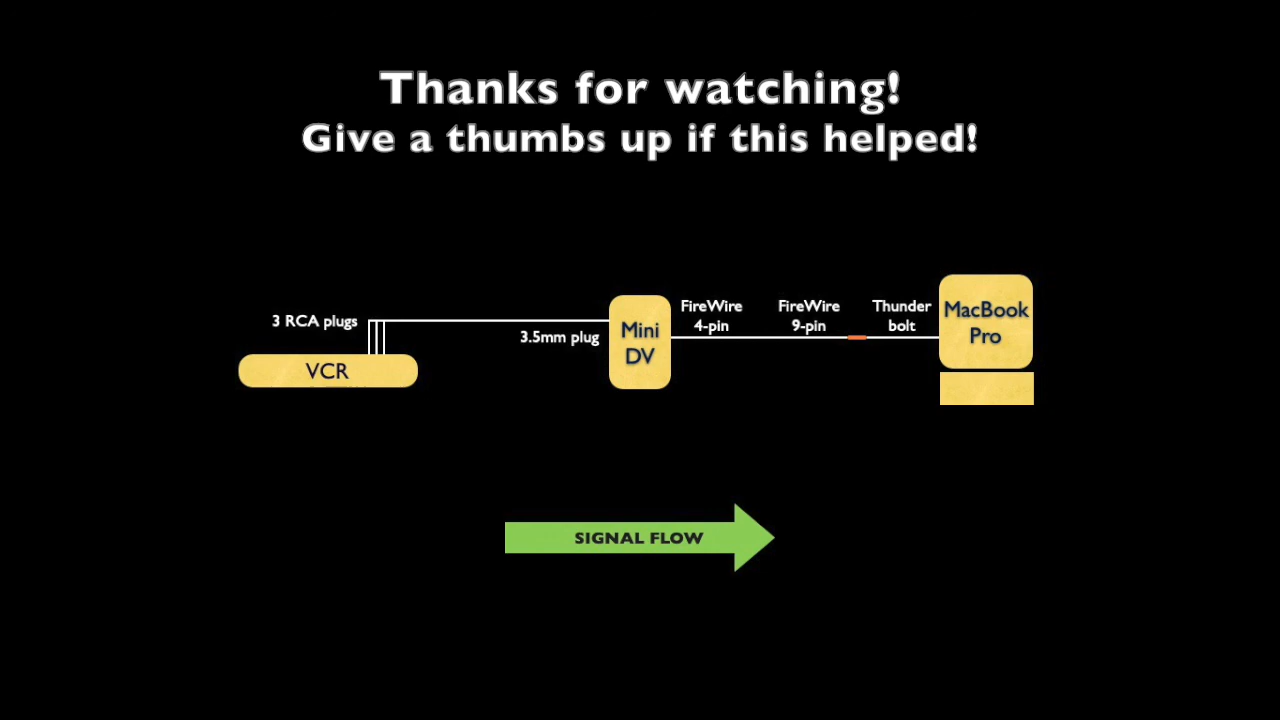 Thanks for watching!
Give a thumbs up if this helped!
3 RCA plugs
VCR
3.5mm plug
Mini
DV
FireWire
4-pin
FireWire
9-pin
Thunder
bolt
MacBook
Pro
SIGNAL FLOW